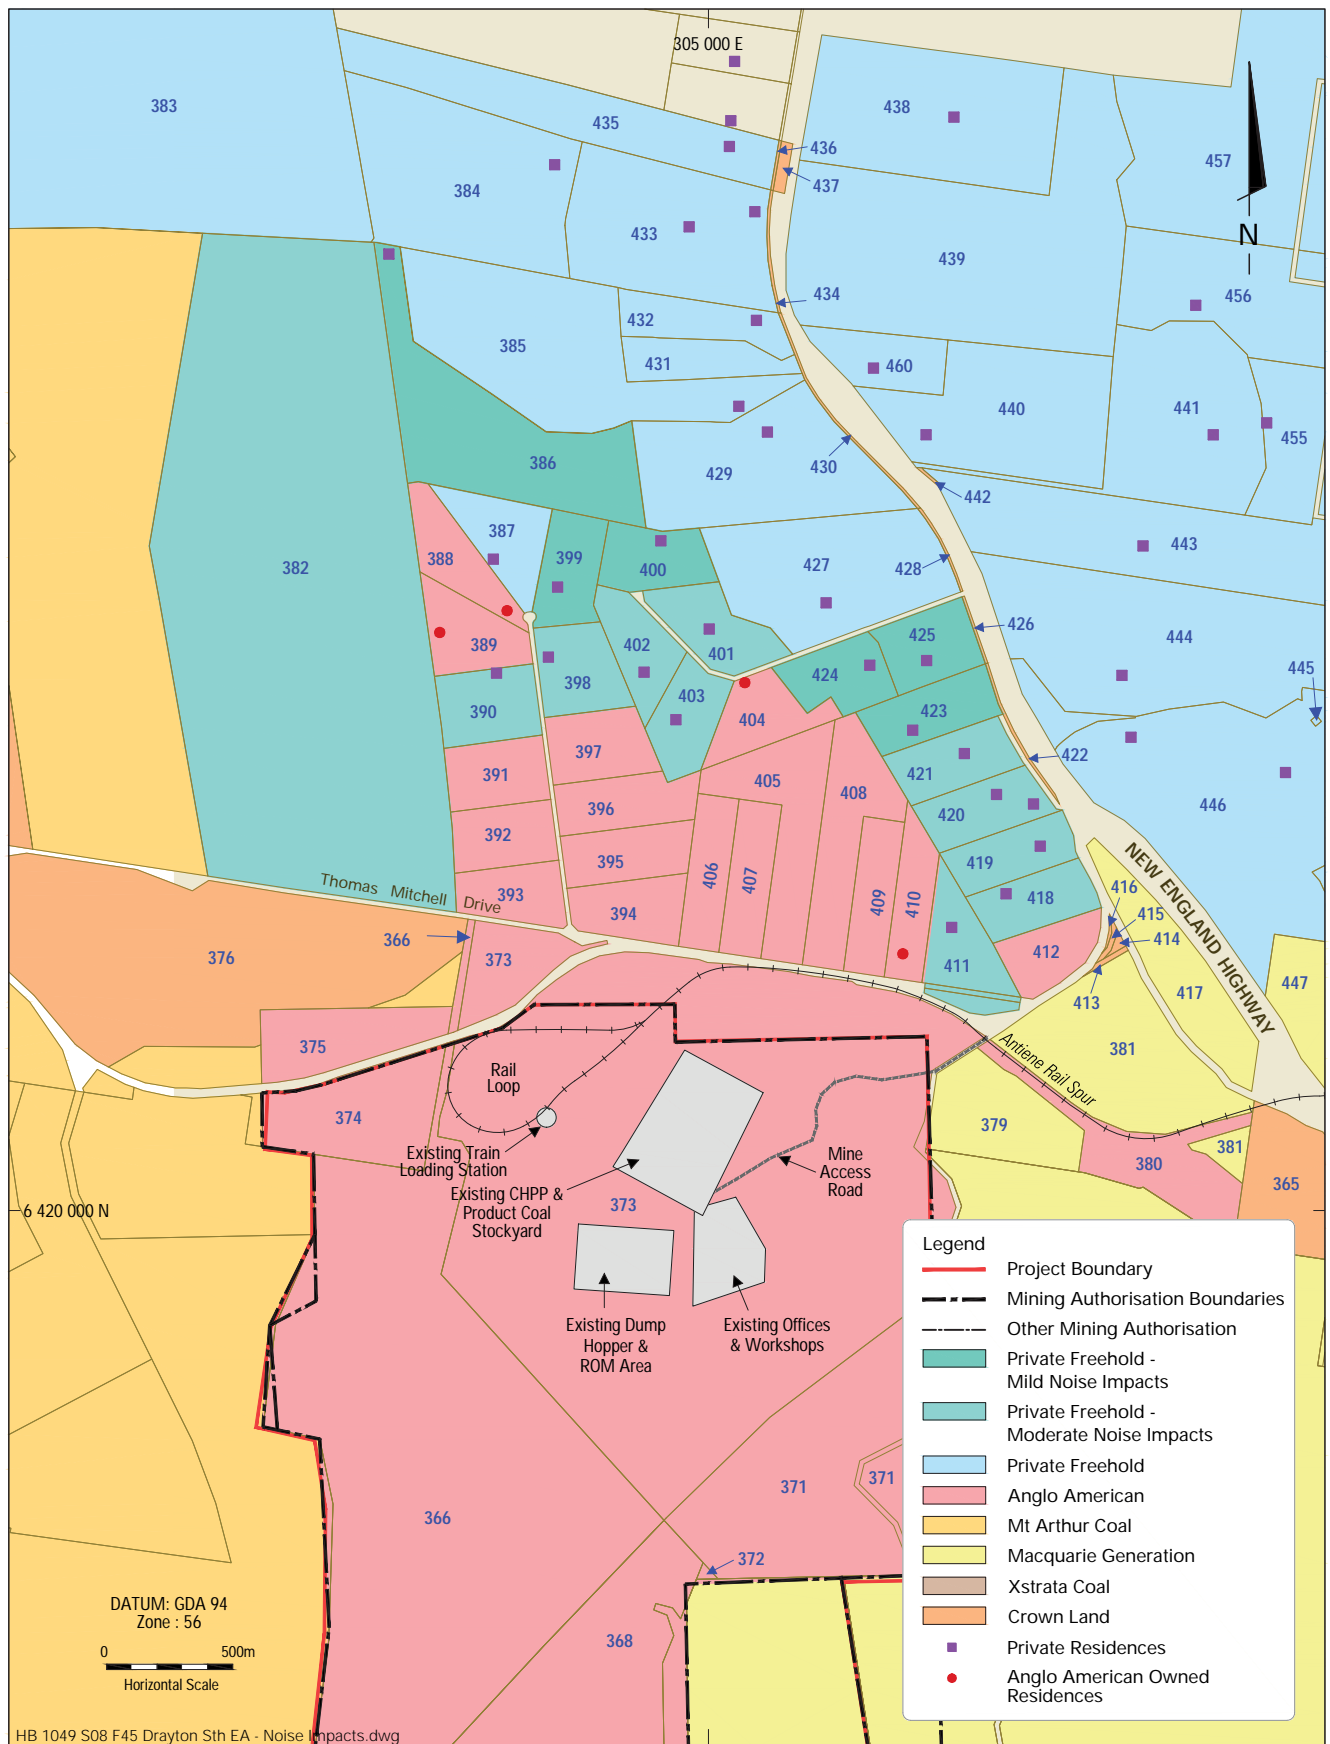 305 000 E
383
435
438
436
437
457
384
433
439
N
434
456
432
385
431
460
440
441
455
386
429
430
442
387
388
399
400
427
428
443
382
426
425
444
389
402
401
424
445
398
403
390
423
404
397
422
391
405
421
408
396
446
420
392
395
419
406
407
NEW ENGLAND HIGHWAY
Thomas Mitchell Drive
393
409
410
418
416
394
415
366
414
412
376
373
411
413
417
447
375
381
Antiene Rail Spur
Rail
Loop
374
379
381
Existing Train
Loading Station
Mine
Access
Road
380
Existing CHPP &
Product Coal
Stockyard
373
365
6 420 000 N
Existing Dump
Hopper &
ROM Area
Existing Offices
& Workshops
371
371
366
372
368
Legend
Project Boundary
Mining Authorisation Boundaries
Other Mining Authorisation
Private Freehold -
Mild Noise Impacts
Private Freehold -
Moderate Noise Impacts
Private Freehold
Anglo American
Mt Arthur Coal
Macquarie Generation
Xstrata Coal
Crown Land
Private Residences
Anglo American Owned
Residences
DATUM: GDA 94
Zone : 56
0 500m
Horizontal Scale
HB 1049 S08 F45 Drayton Sth EA - Noise Impacts.dwg